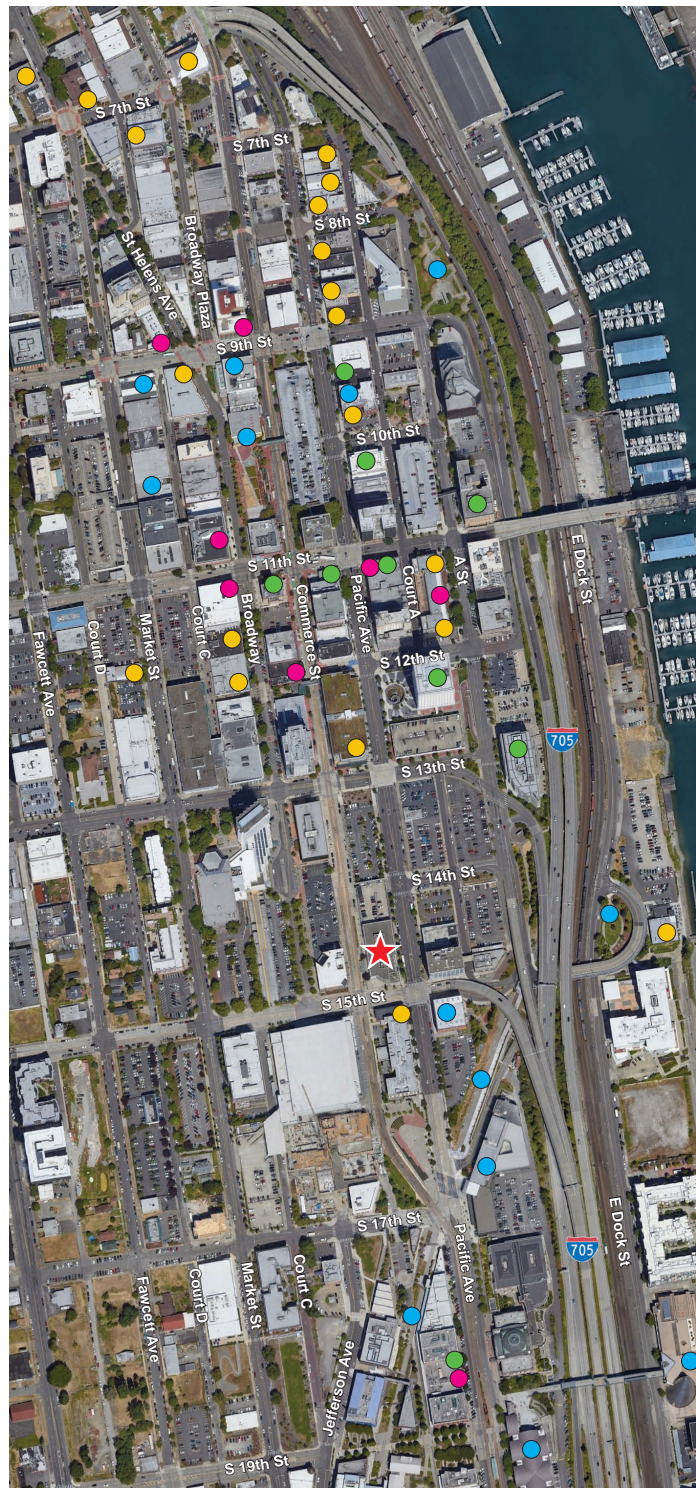 S 7th St
S 7th St
S 8th St
St Helens Ave
Broadway Plaza
S 9th St
S 10th St
S 11th St
E Dock St
A St
Court A
Pacific Ave
Commerce St
Broadway
Court C
Market St
Court D
Fawcett Ave
S 12th St
705
S 13th St
S 14th St
S 15th St
E Dock St
S 17th St
705
Pacific Ave
Court C
Market St
Court D
Fawcett Ave
Jefferson Ave
S 19th St